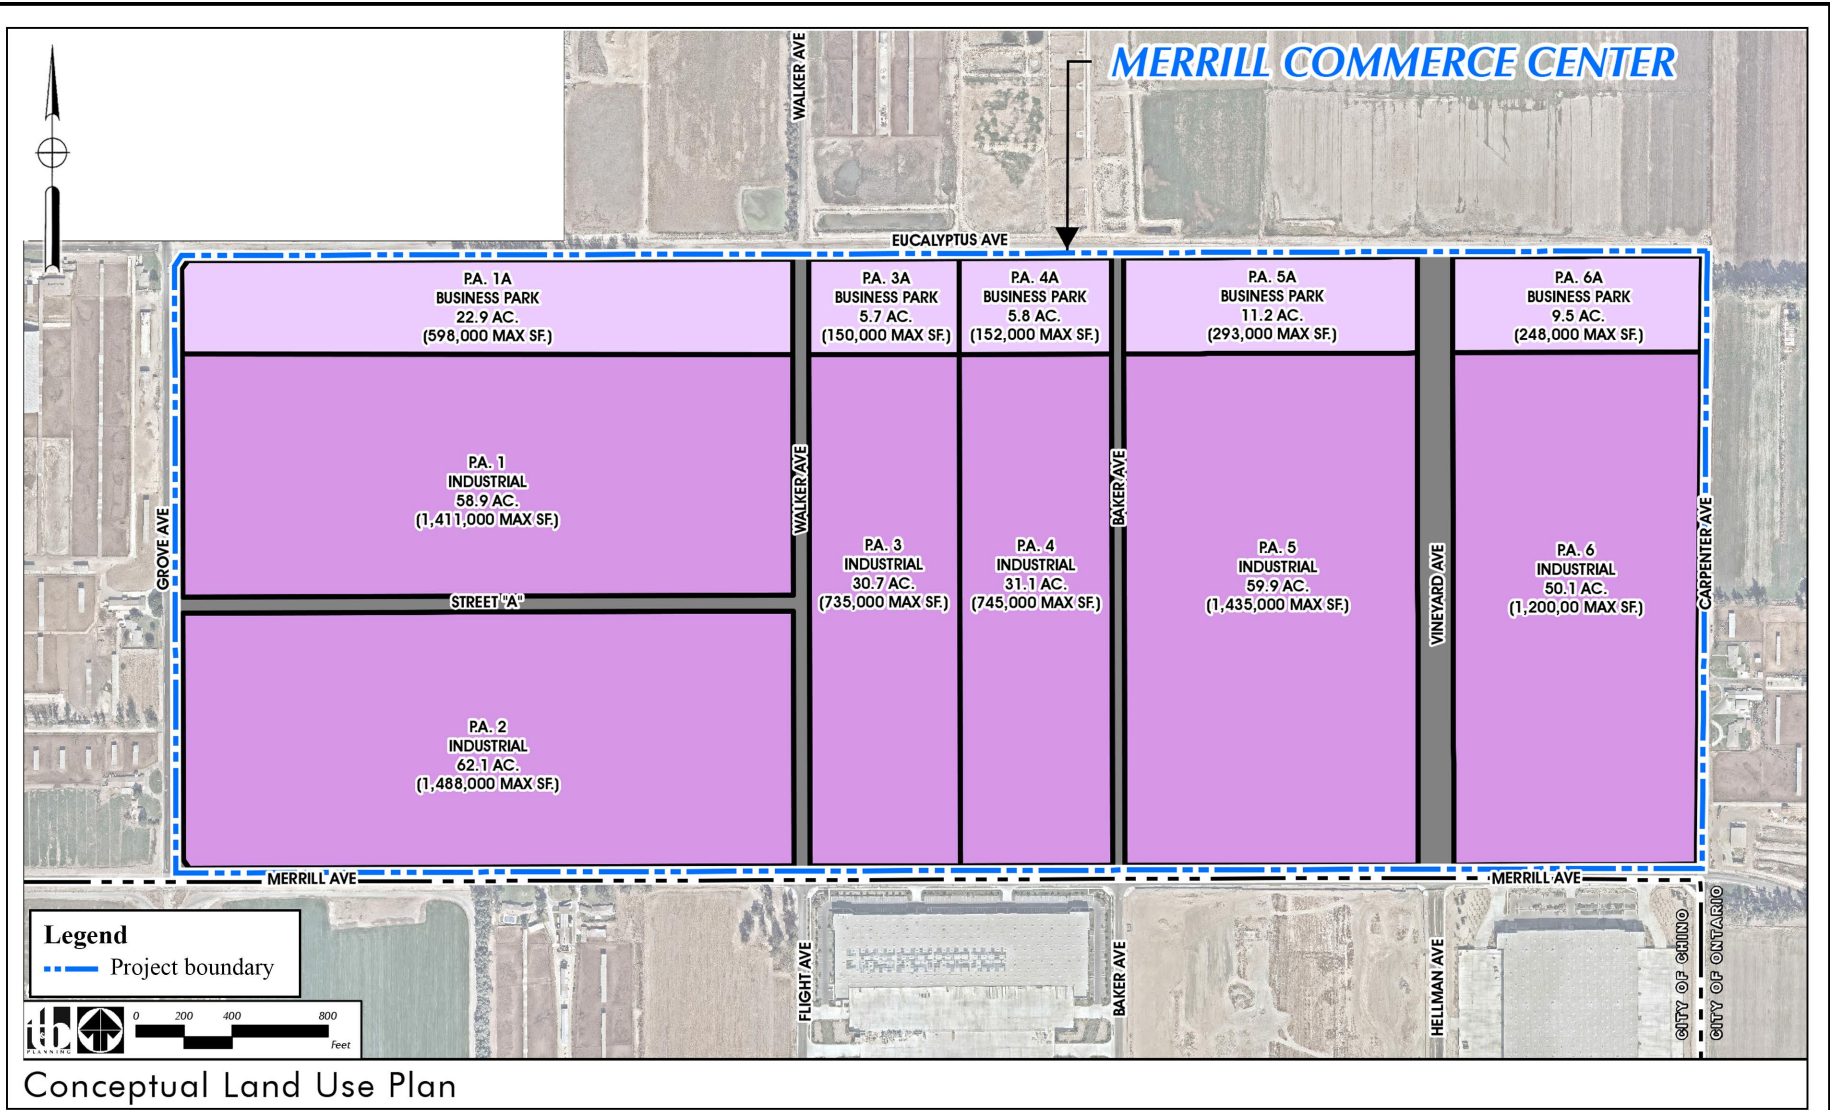 MERRILL COMMERCE CENTER
WALKER AVE
EUCALYPTUS AVE
P.A. 1A
BUSINESS PARK
22.9 AC.
(598,000 MAX SF.)
P.A. 3A
BUSINESS PARK
5.7 AC.
(150,000 MAX SF.)
P.A. 4A
BUSINESS PARK
5.8 AC.
(152,000 MAX SF.)
P.A. 5A
BUSINESS PARK
11.2 AC.
(293,000 MAX SF.)
P.A. 6A
BUSINESS PARK
9.5 AC.
(248,000 MAX SF.)
P.A. 1
INDUSTRIAL
58.9 AC.
(1,411,000 MAX SF.)
GROVE AVE
WALKER AVE
BAKER AVE
P.A. 3
INDUSTRIAL
30.7 AC.
(735,000 MAX SF.)
P.A. 4
INDUSTRIAL
31.1 AC.
(745,000 MAX SF.)
P.A. 5
INDUSTRIAL
59.9 AC.
(1,435,000 MAX SF.)
VINEYARD AVE
P.A. 6
INDUSTRIAL
50.1 AC.
(1,200,00 MAX SF.)
CARPENTER AVE
STREET "A"
P.A. 2
INDUSTRIAL
62.1 AC.
(1,488,000 MAX SF.)
MERRILL AVE
MERRILL AVE
FLIGHT AVE
BAKER AVE
HELLMAN AVE
CITY OF CHINO
CITY OF ONTARIO
Legend
Project boundary
t&b
PLANNING
0 200 400 800
Feet
Conceptual Land Use Plan